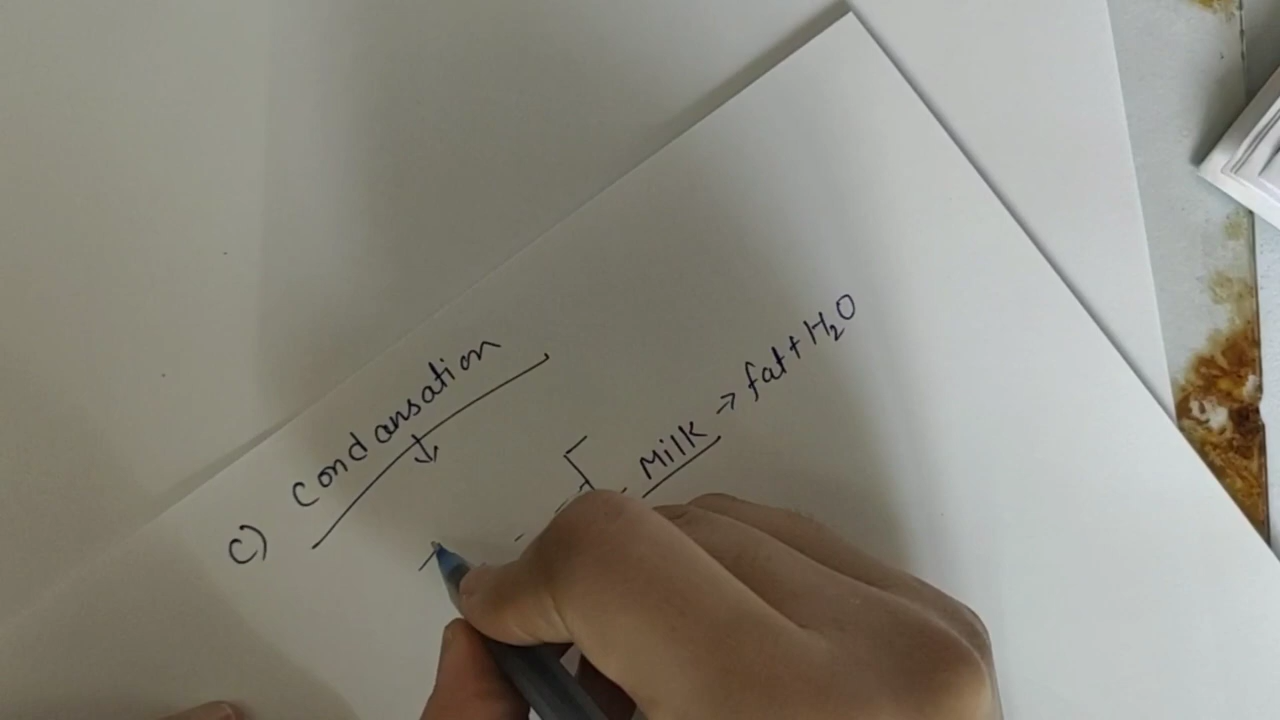 c) Condansation
Milk → fat + H₂O